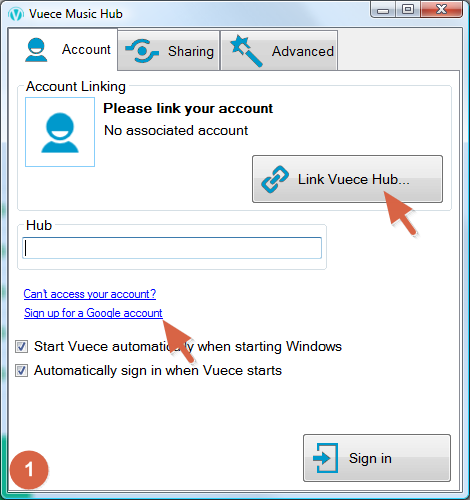 Vuece Music Hub
Account
Sharing
Advanced
Account Linking
Please link your account
No associated account
Link Vuece Hub...
Hub
Can't access your account?
Sign up for a Google account
Start Vuece automatically when starting Windows
Automatically sign in when Vuece starts
1
Sign in